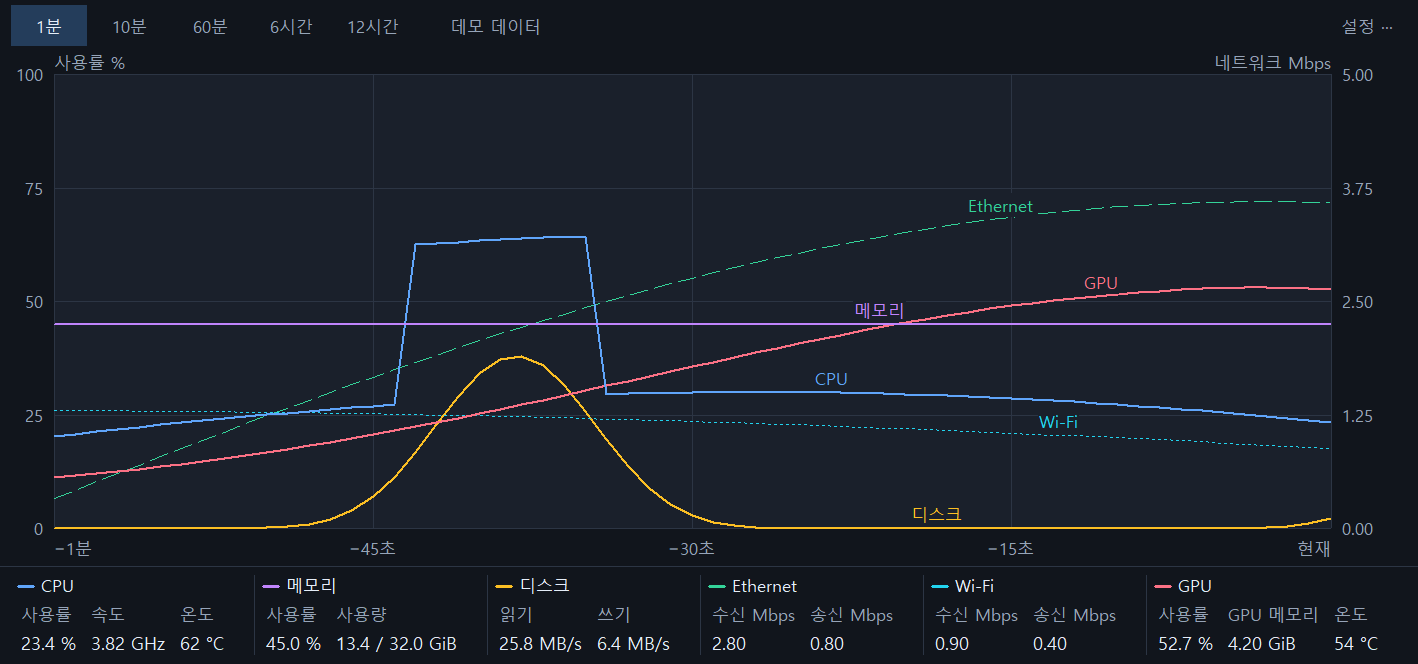 1분 10분 60분 6시간 12시간 데모 데이터 설정 ···
사용률 % 네트워크 Mbps
100 5.00
75 3.75
Ethernet
GPU
50 2.50
메모리
CPU
25 1.25
Wi-Fi
디스크
0 0.00
−1분 −45초 −30초 −15초 현재
CPU 메모리 디스크 Ethernet Wi-Fi GPU
사용률 속도 온도 사용률 사용량 읽기 쓰기 수신 Mbps 송신 Mbps 수신 Mbps 송신 Mbps 사용률 GPU 메모리 온도
23.4 % 3.82 GHz 62 °C 45.0 % 13.4 / 32.0 GiB 25.8 MB/s 6.4 MB/s 2.80 0.80 0.90 0.40 52.7 % 4.20 GiB 54 °C